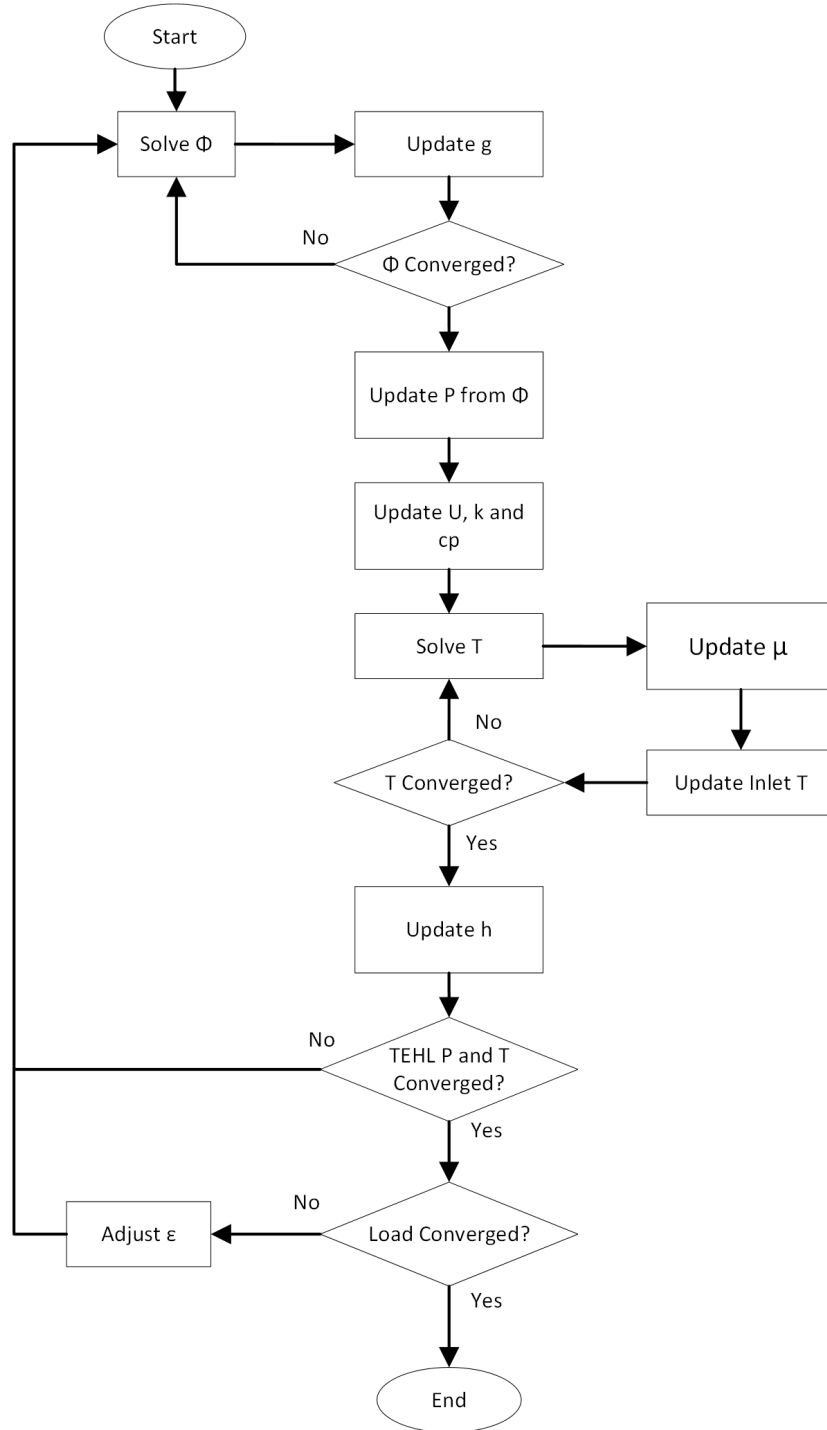 Start
Solve Φ
Update g
No
Φ Converged?
Update P from Φ
Update U, k and
cp
Solve T
Update μ
No
T Converged?
Update Inlet T
Yes
Update h
No
TEHL P and T
Converged?
Yes
No
Adjust ε
Load Converged?
Yes
End